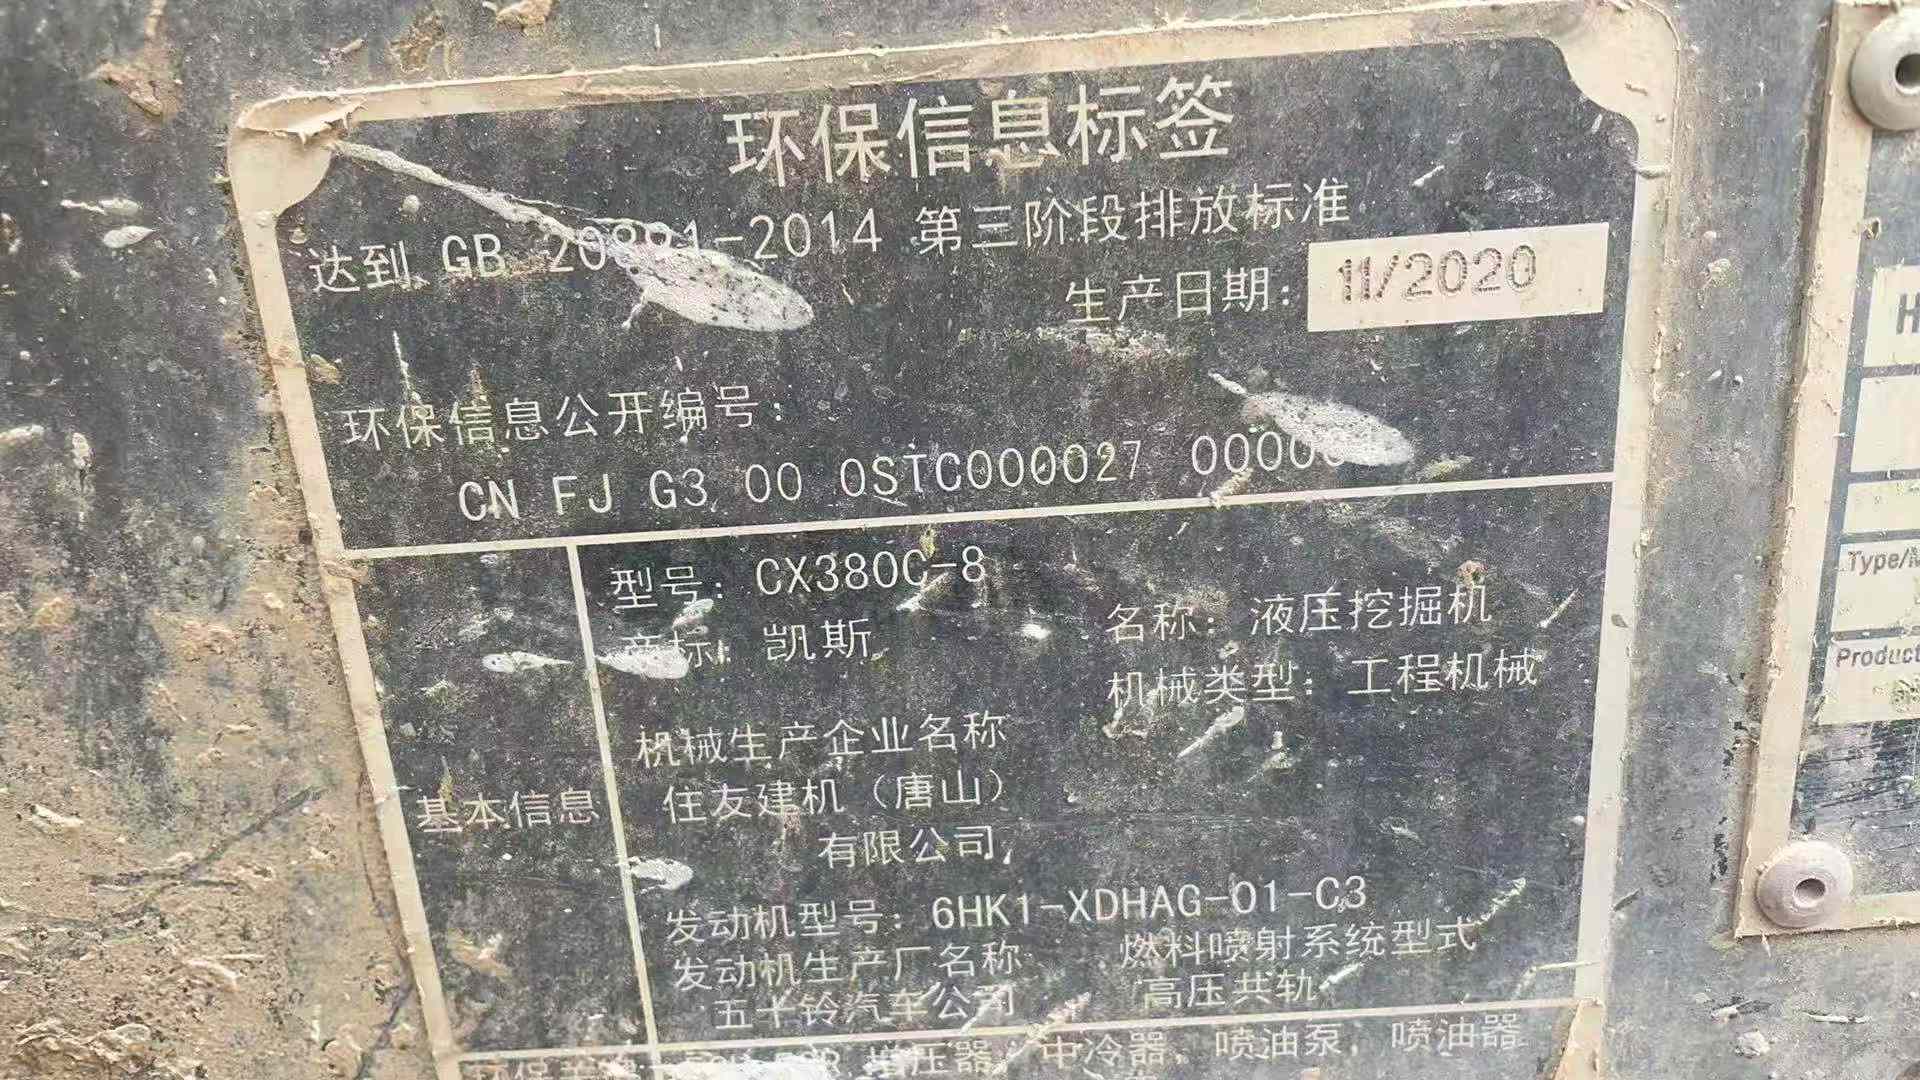 环保信息标签
达到 GB 20891-2014 第三阶段排放标准
生产日期: 11/2020
环保信息公开编号:
CN FJ G3 00 0STC000027
型号: CX380C-8
商标: 凯斯
名称: 液压挖掘机
机械类型: 工程机械
机械生产企业名称
住友建机（唐山）
有限公司,
基本信息
发动机型号: 6HK1-XDHAG-01-C3
发动机生产厂名称
五十铃汽车公司
燃料喷射系统型式
高压共轨
增压器, 中冷器, 喷油泵, 喷油器
Type/
Product